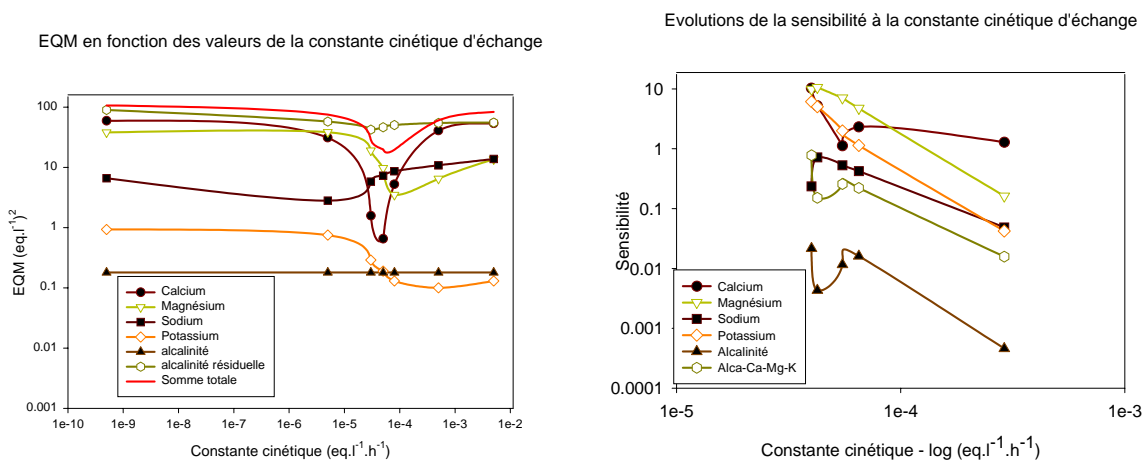 EQM en fonction des valeurs de la constante cinétique d'échange
EQM (eq.l⁻¹)²
100
10
1
0.1
0.01
0.001
Calcium
Magnésium
Sodium
Potassium
alcalinité
alcalinité résiduelle
Somme totale
1e-10 1e-9 1e-8 1e-7 1e-6 1e-5 1e-4 1e-3 1e-2
Constante cinétique (eq.l⁻¹.h⁻¹)
Evolutions de la sensibilité à la constante cinétique d'échange
Sensibilité
10
1
0.1
0.01
0.001
0.0001
Calcium
Magnésium
Sodium
Potassium
Alcalinité
Alca-Ca-Mg-K
1e-5 1e-4 1e-3
Constante cinétique - log (eq.l⁻¹.h⁻¹)